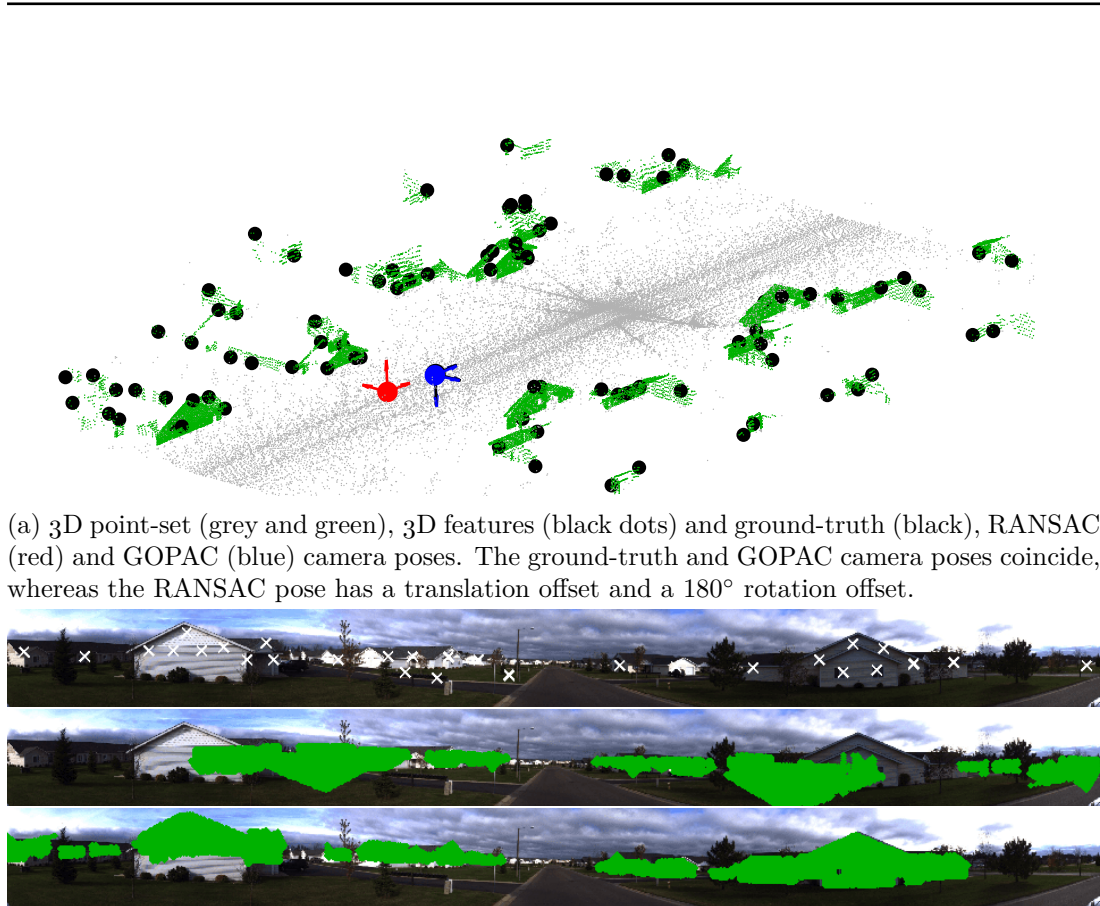 (a) 3D point-set (grey and green), 3D features (black dots) and ground-truth (black), RANSAC
(red) and GOPAC (blue) camera poses. The ground-truth and GOPAC camera poses coincide,
whereas the RANSAC pose has a translation offset and a 180° rotation offset.